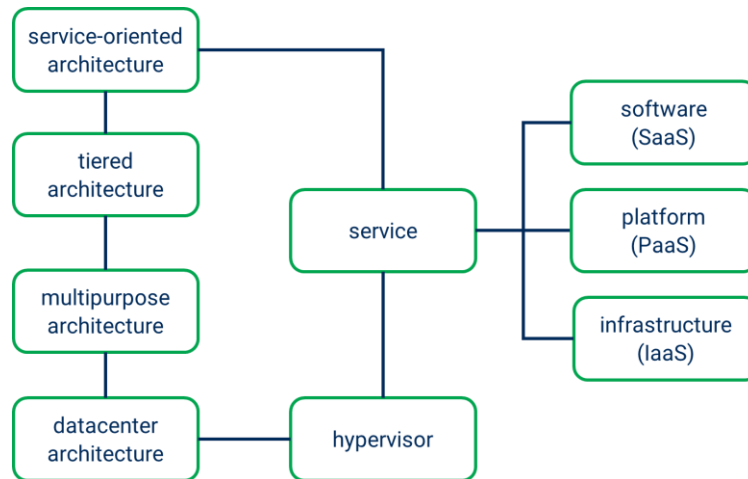 service-oriented
architecture
tiered
architecture
multipurpose
architecture
datacenter
architecture
service
hypervisor
software
(SaaS)
platform
(PaaS)
infrastructure
(IaaS)